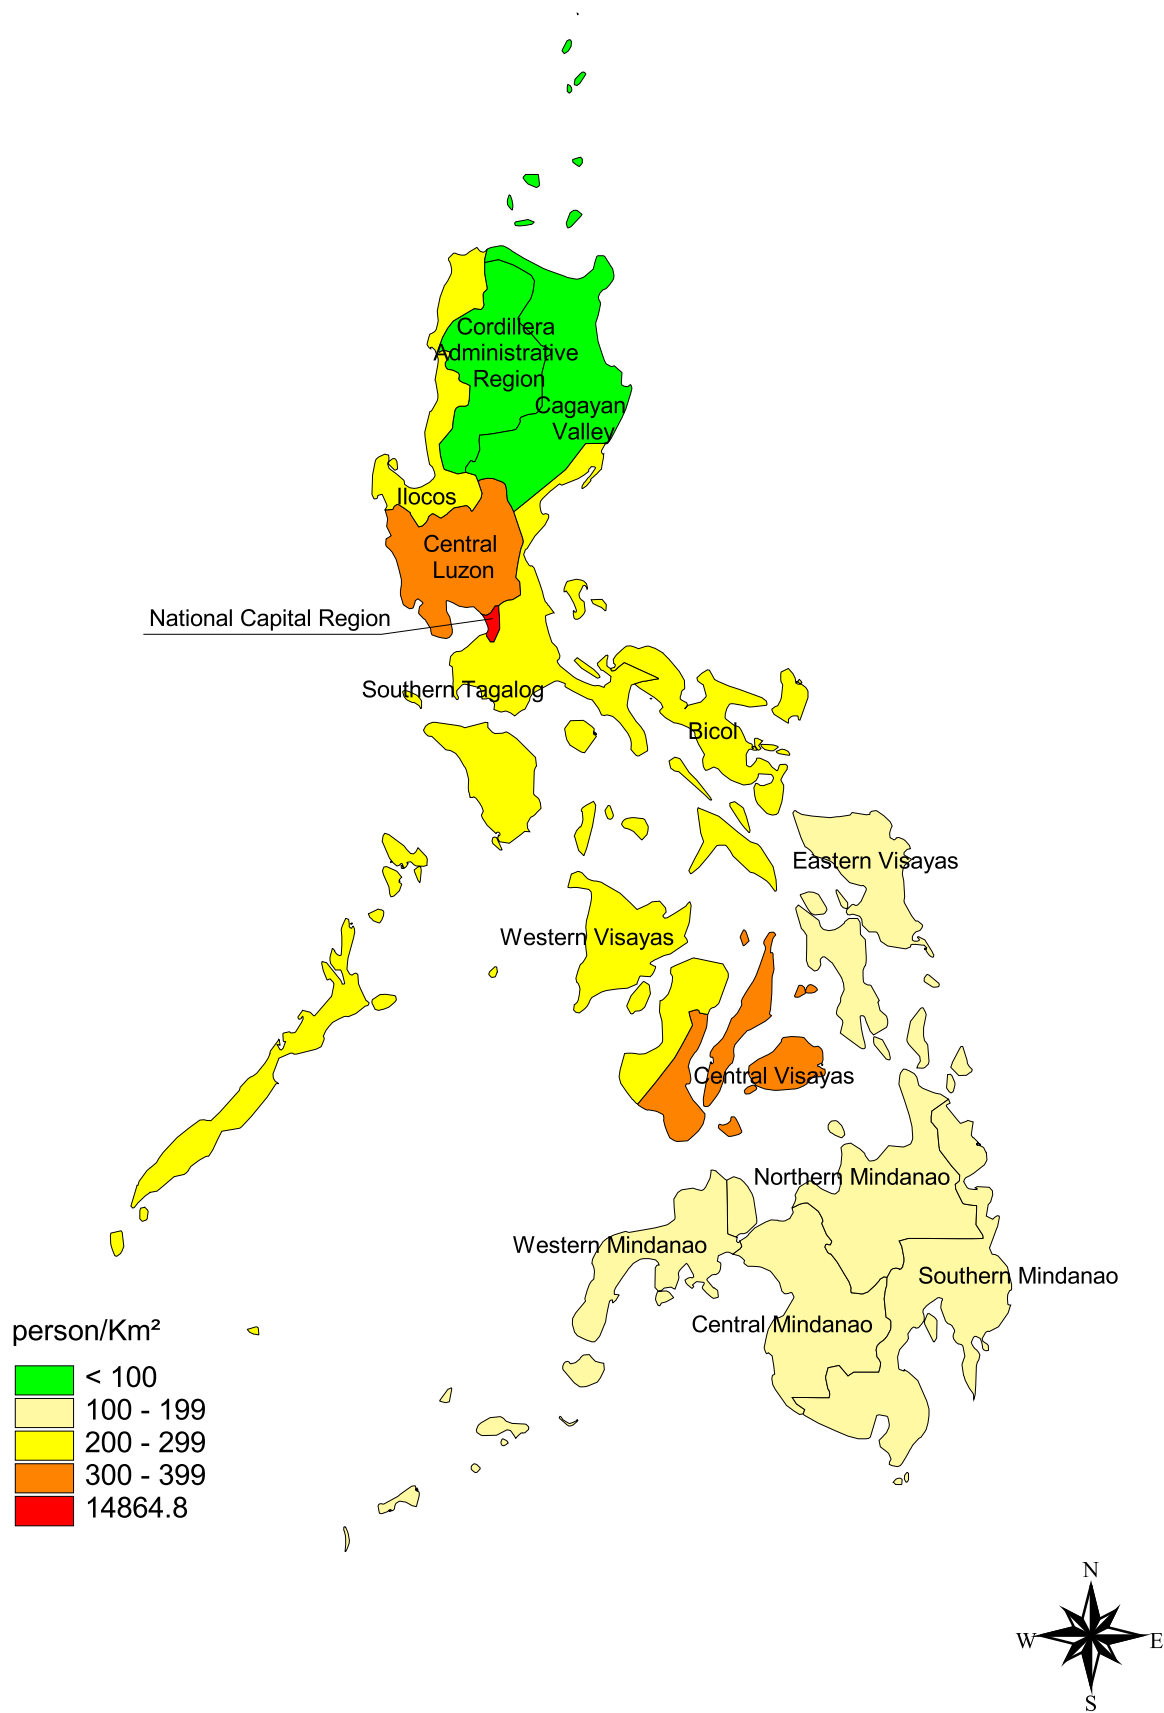 Cordillera
Administrative
Region
Cagayan
Valley
Ilocos
Central
Luzon
National Capital Region
Southern Tagalog
Bicol
Eastern Visayas
Western Visayas
Central Visayas
Northern Mindanao
Western Mindanao
Southern Mindanao
Central Mindanao
person/Km²
< 100
100 - 199
200 - 299
300 - 399
14864.8
N
W
E
S